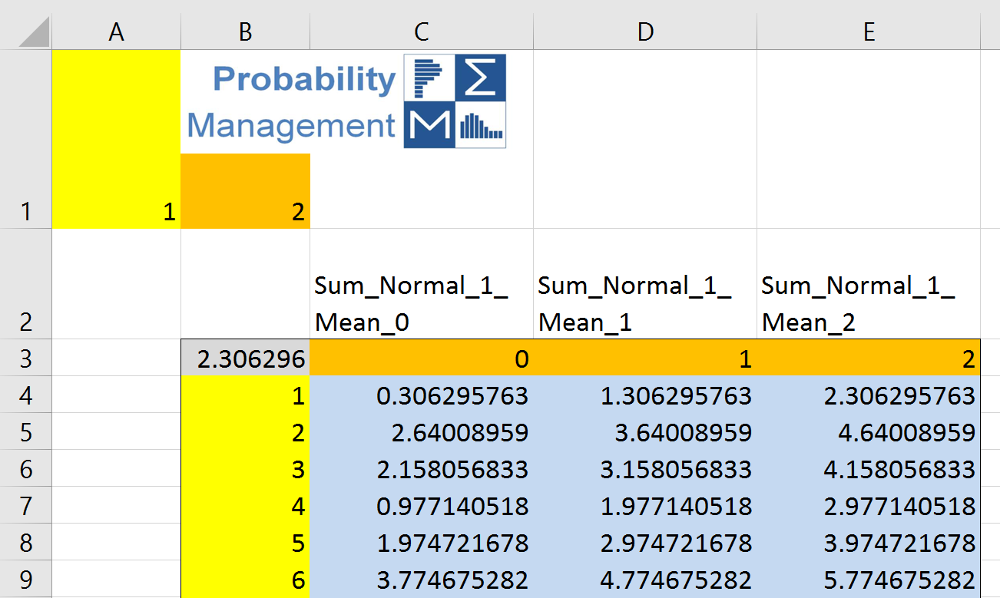 A B C D E
Probability Σ
Management M
1 1 2
Sum_Normal_1_ Sum_Normal_1_ Sum_Normal_1_
2 Mean_0 Mean_1 Mean_2
3 2.306296 0 1 2
4 1 0.306295763 1.306295763 2.306295763
5 2 2.64008959 3.64008959 4.64008959
6 3 2.158056833 3.158056833 4.158056833
7 4 0.977140518 1.977140518 2.977140518
8 5 1.974721678 2.974721678 3.974721678
9 6 3.774675282 4.774675282 5.774675282